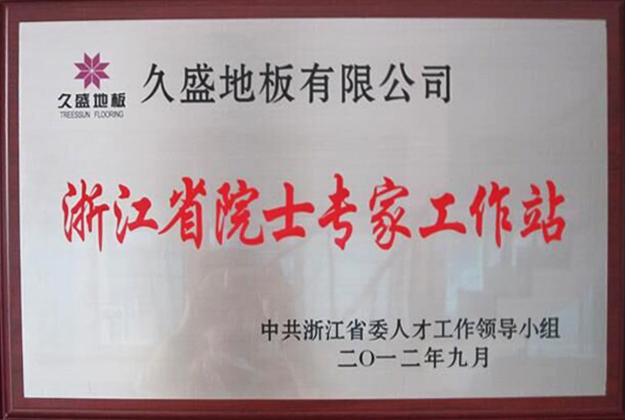 久盛地板有限公司
久盛地板
TREESSUN FLOORING
浙江省院士专家工作站
中共浙江省委人才工作领导小组
二〇一二年九月